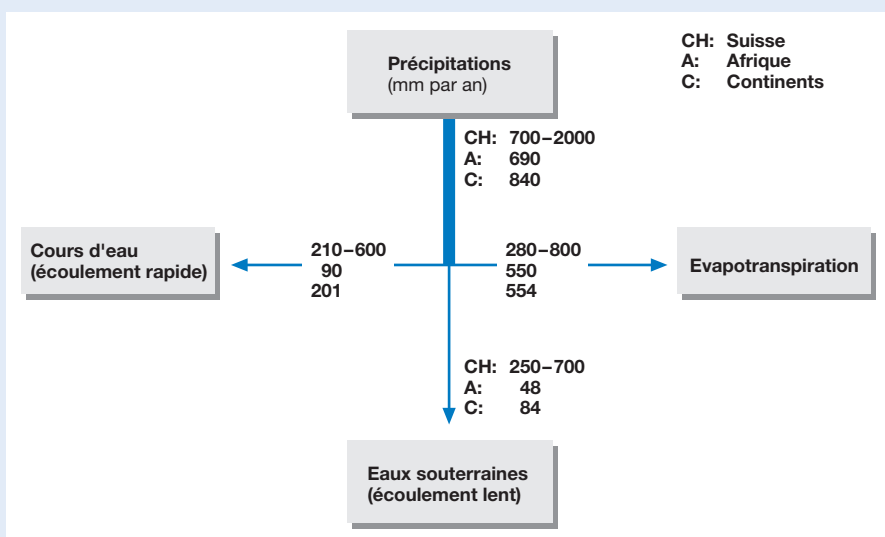 Précipitations
(mm par an)
CH: Suisse
A: Afrique
C: Continents
CH: 700–2000
A: 690
C: 840
Cours d'eau
(écoulement rapide)
210–600
90
201
280–800
550
554
Evapotranspiration
CH: 250–700
A: 48
C: 84
Eaux souterraines
(écoulement lent)